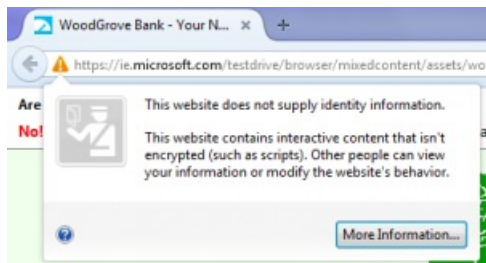 WoodGrove Bank - Your N...
https://ie.microsoft.com/testdrive/browser/mixedcontent/assets/wo
Are
This website does not supply identity information.
No!
This website contains interactive content that isn't
encrypted (such as scripts). Other people can view
your information or modify the website's behavior.
More Information...